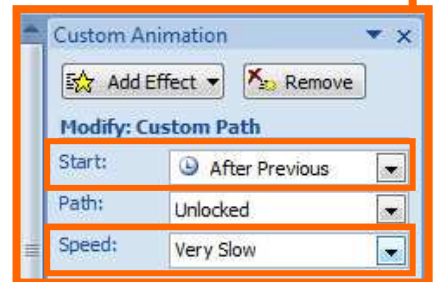 Custom Animation
Add Effect Remove
Modify: Custom Path
Start: After Previous
Path: Unlocked
Speed: Very Slow